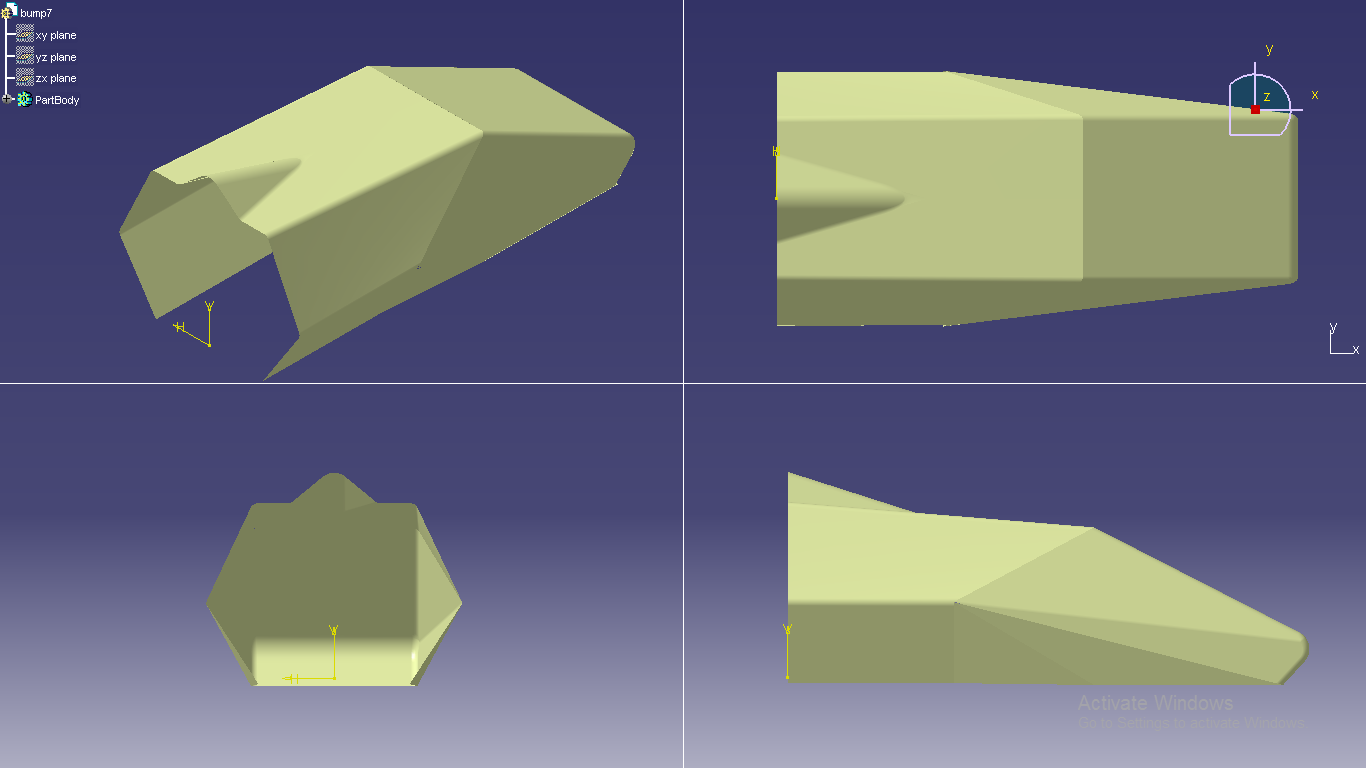 bump7
xy plane
yz plane
zx plane
PartBody
y
x
z
H
Y
H
y
x
Y
H
Y
Activate Windows
Go to Settings to activate Windows.